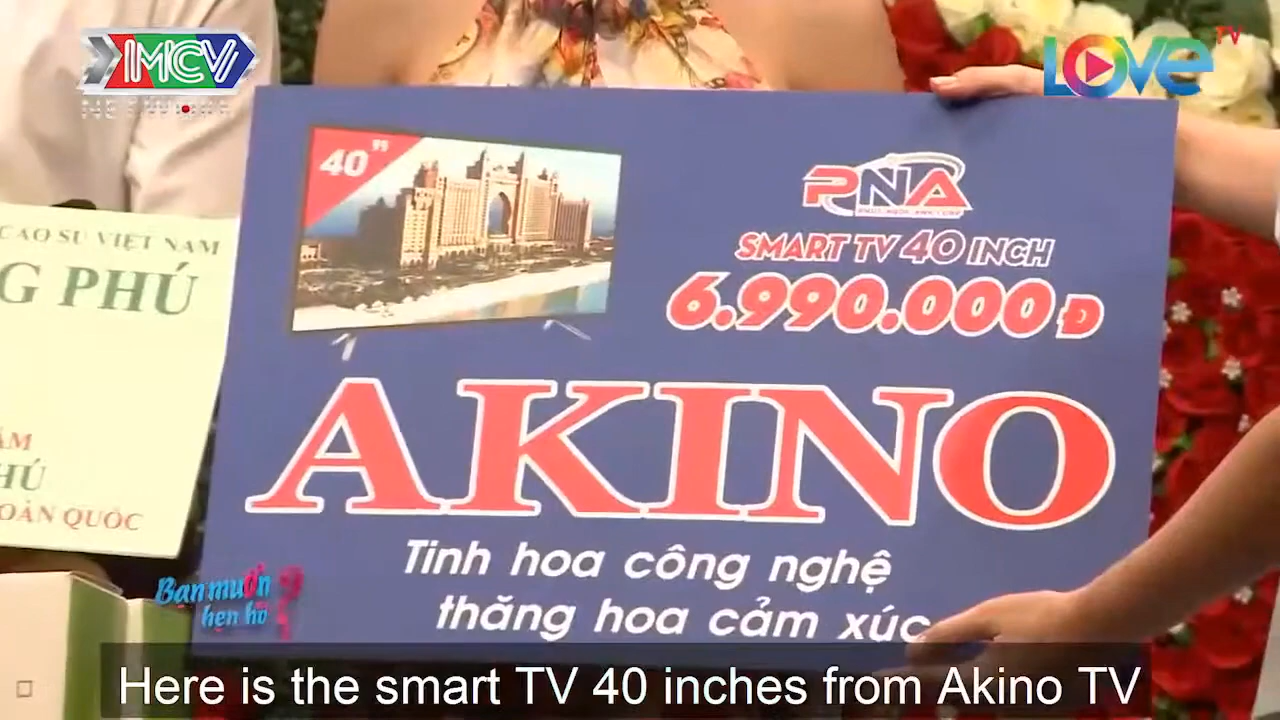 MCV
LOVE TV
CAO SU VIỆT NAM
G PHÚ
ÂM
HÚ
OÀN QUỐC
40"
PNA
SMART TV 40 INCH
6.990.000 Đ
AKINO
Tinh hoa công nghệ
thăng hoa cảm xúc
Bạn muốn
hẹn hò
Here is the smart TV 40 inches from Akino TV